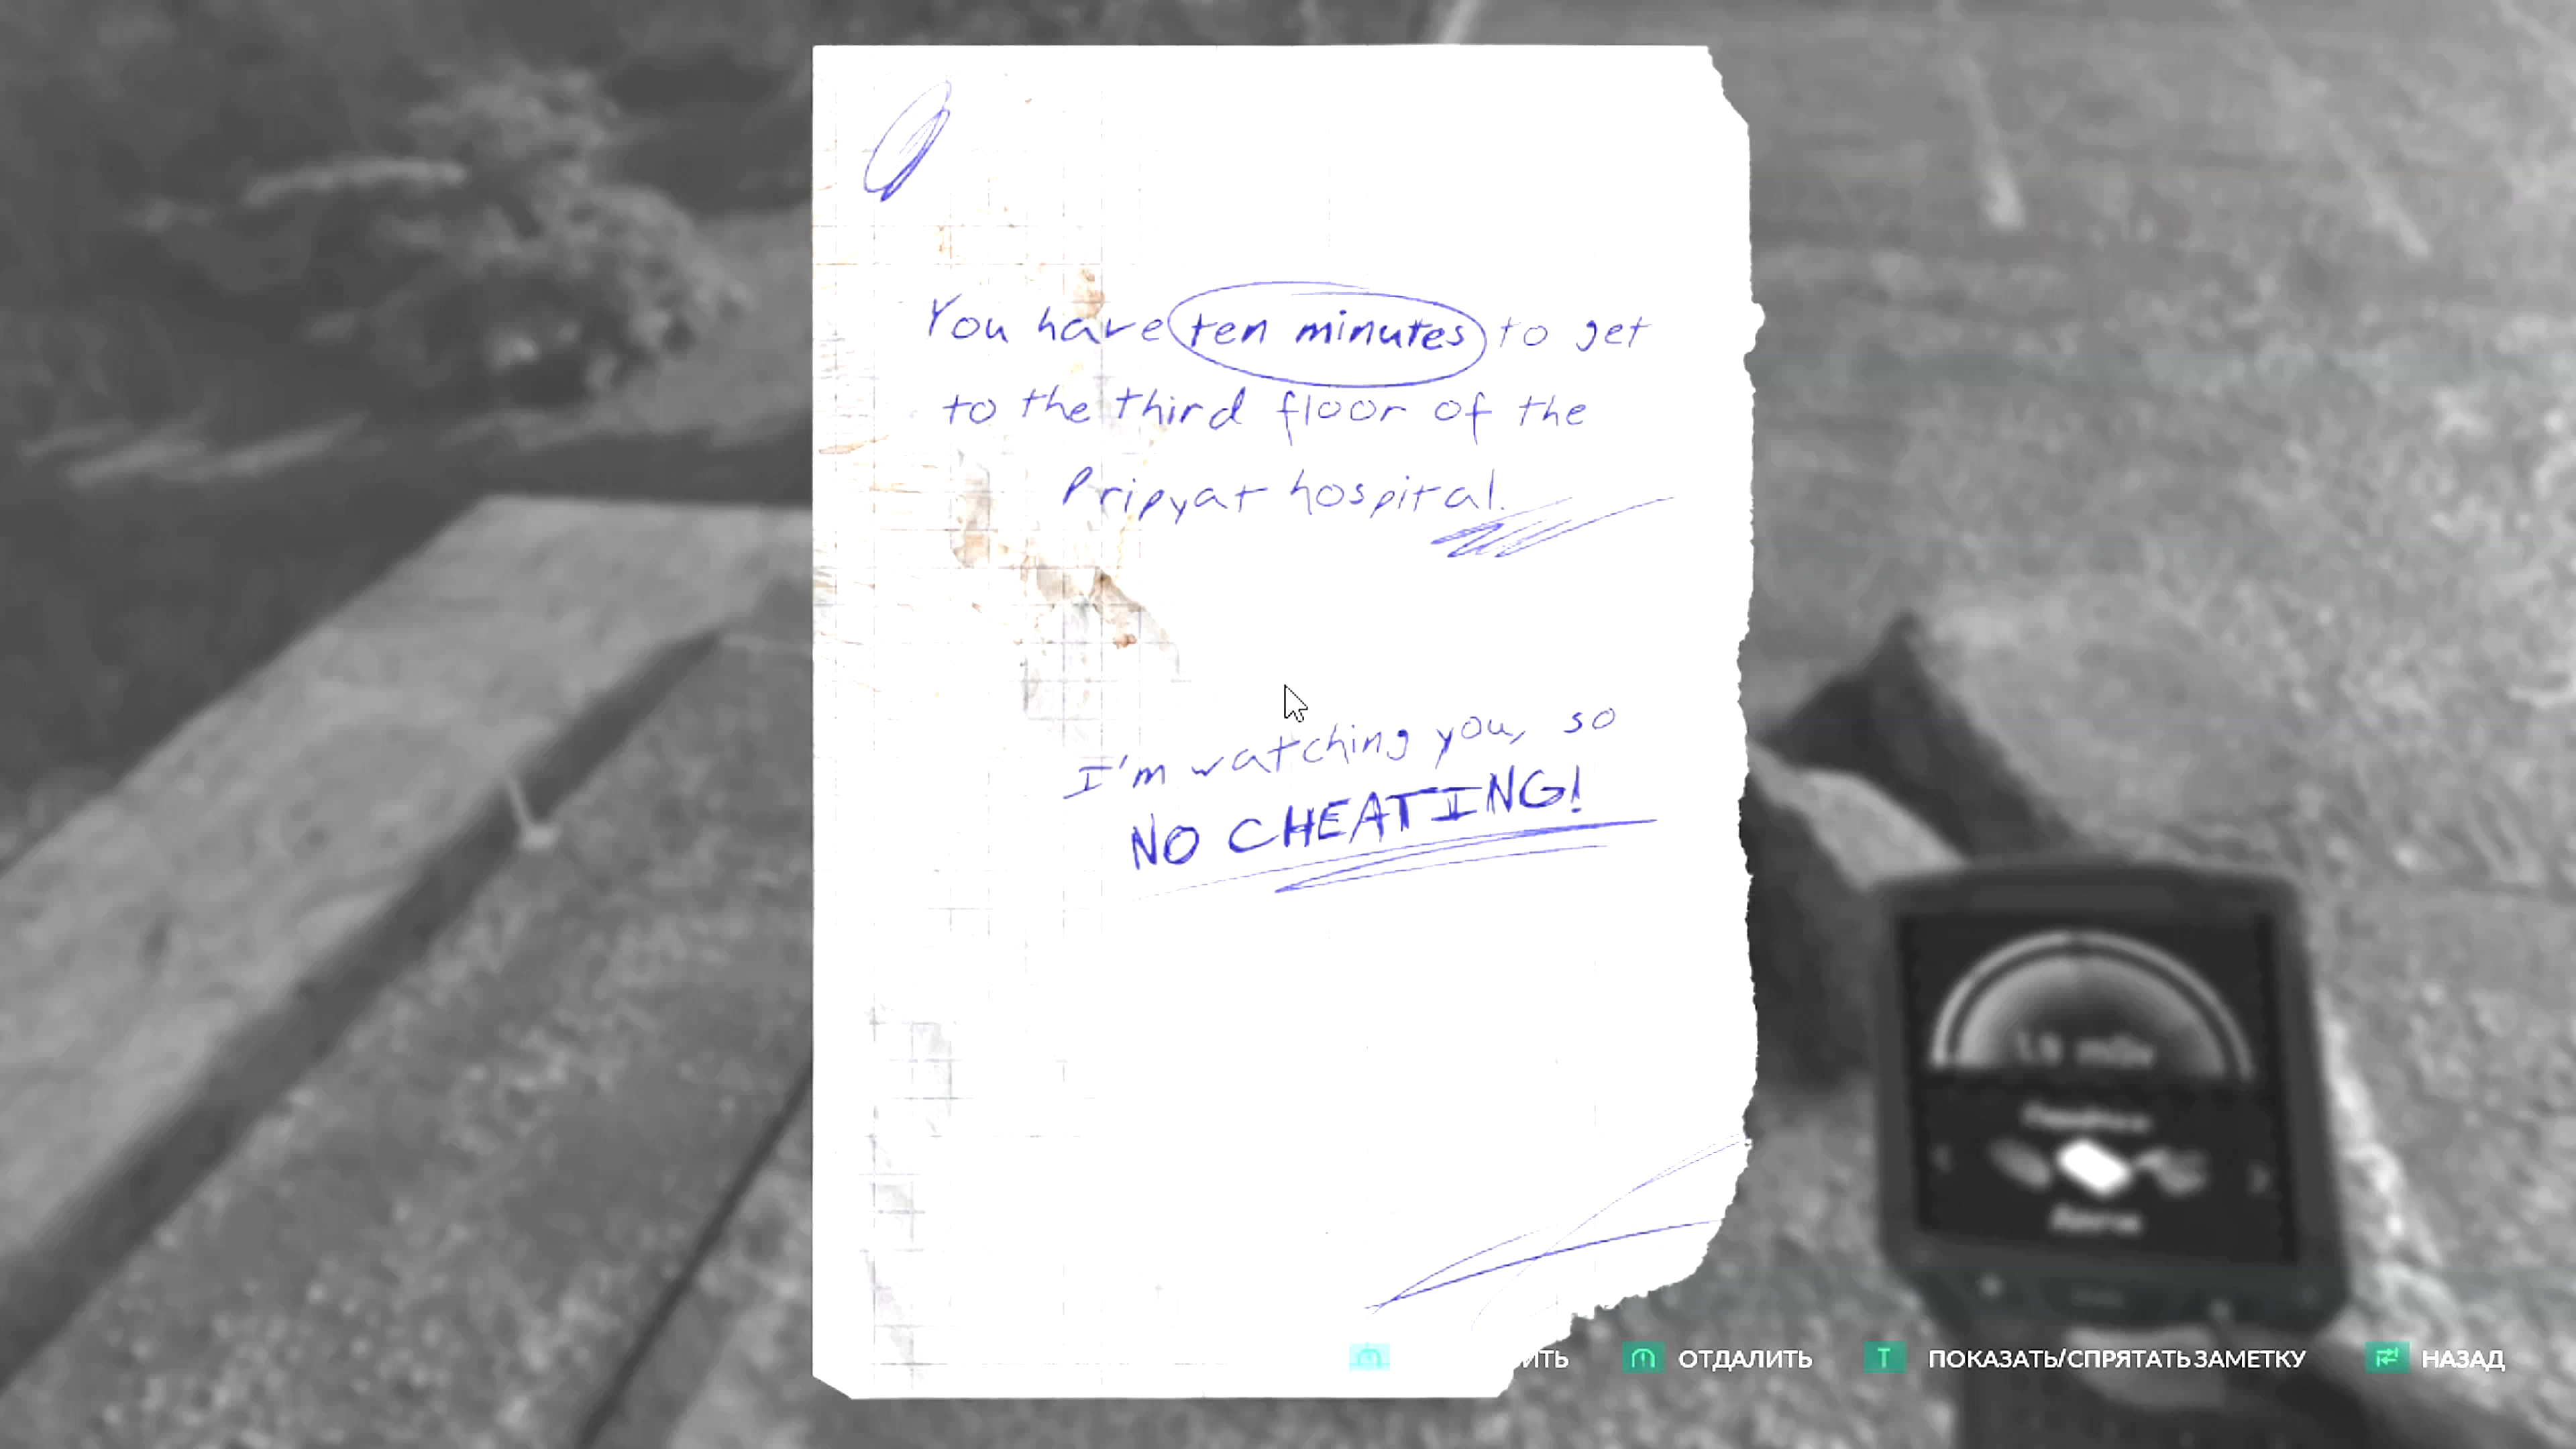 You have ten minutes to get
to the third floor of the
Pripyat hospital.
I'm watching you, so
NO CHEATING!
ОТДАЛИТЬ
T ПОКАЗАТЬ/СПРЯТАТЬ ЗАМЕТКУ
НАЗАД